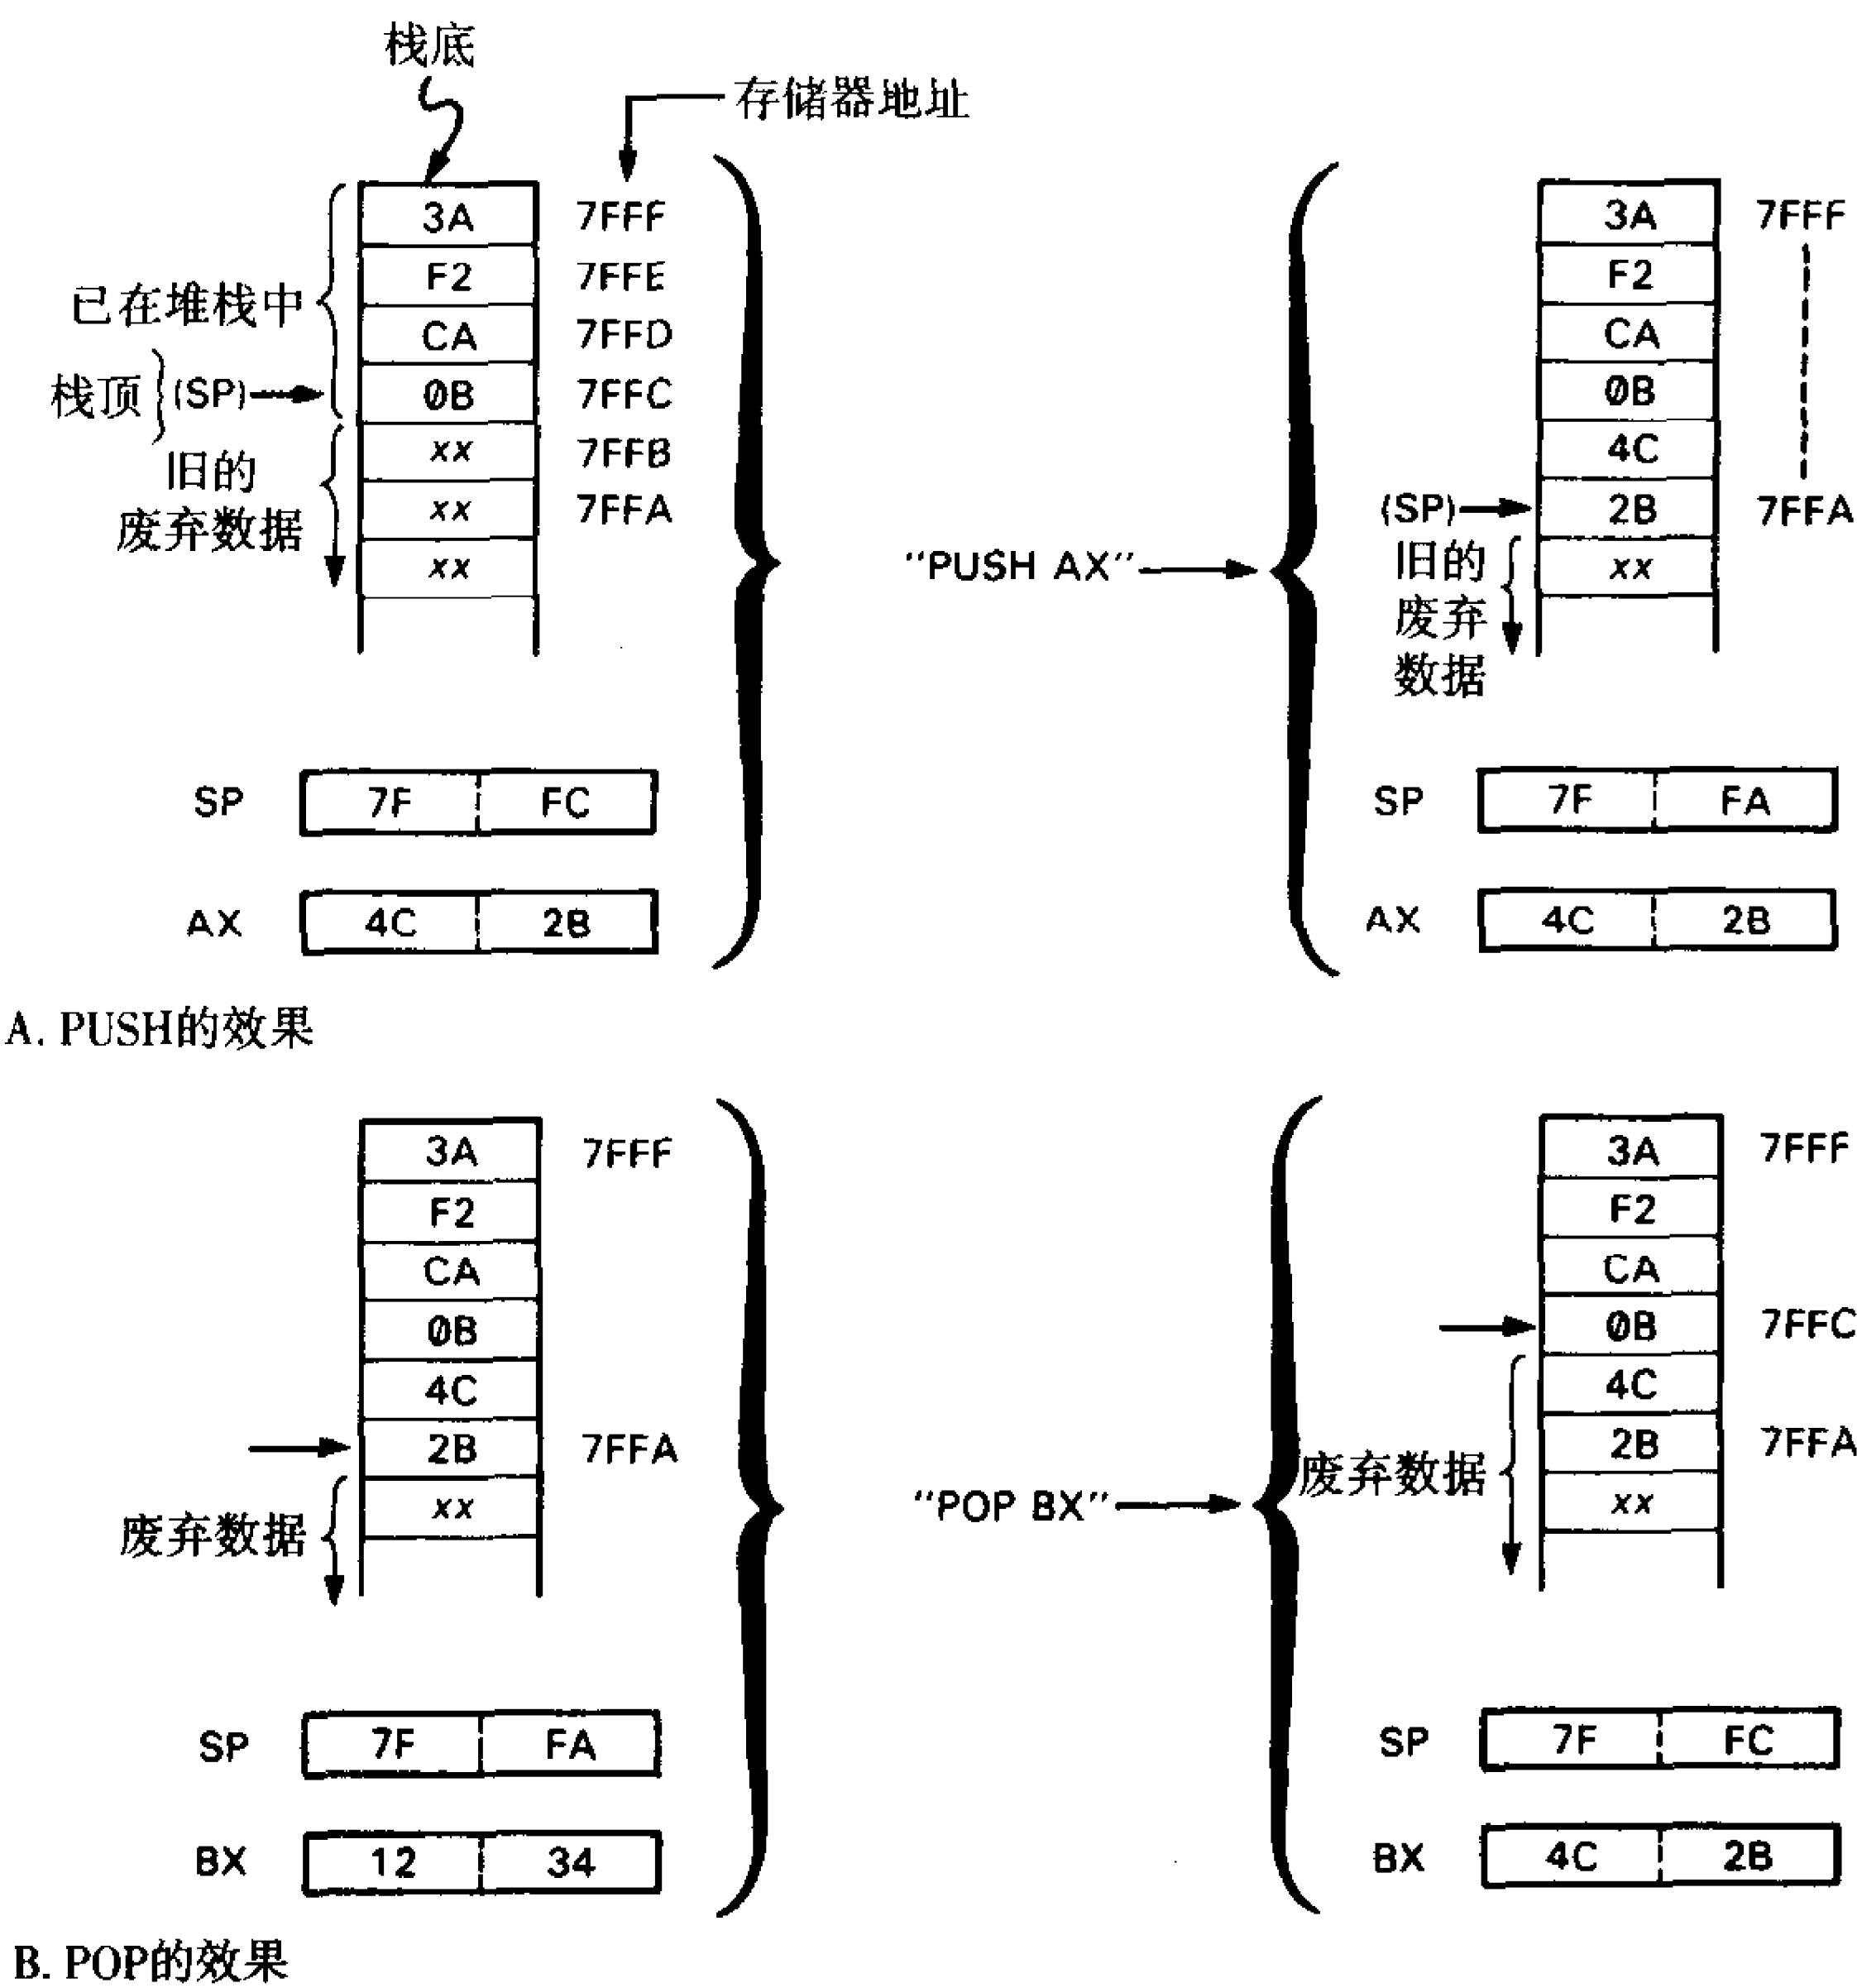 栈底
存储器地址
3A 7FFF
F2 7FFE
已在堆栈中
CA 7FFD
栈顶 (SP) 0B 7FFC
xx 7FFB
旧的
废弃数据
xx 7FFA
xx
SP 7F FC
AX 4C 2B
"PUSH AX"
3A 7FFF
F2
CA
0B
4C
(SP) 2B 7FFA
旧的
废弃
数据
xx
SP 7F FA
AX 4C 2B
A. PUSH的效果
3A 7FFF
F2
CA
0B
4C
2B 7FFA
xx
废弃数据
SP 7F FA
BX 12 34
"POP BX"
3A 7FFF
F2
CA
0B 7FFC
4C
2B 7FFA
废弃数据
xx
SP 7F FC
BX 4C 2B
B. POP的效果